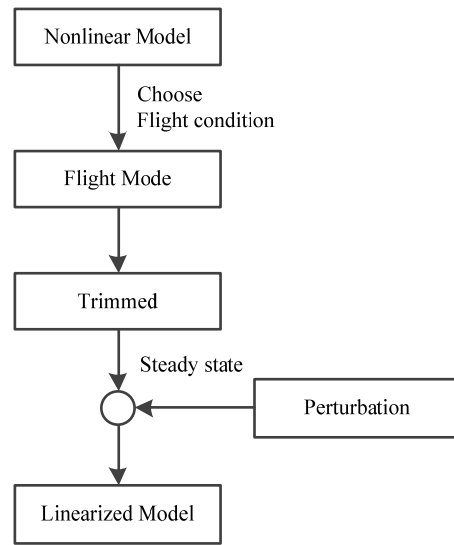 Nonlinear Model
Choose
Flight condition
Flight Mode
Trimmed
Steady state
Perturbation
Linearized Model